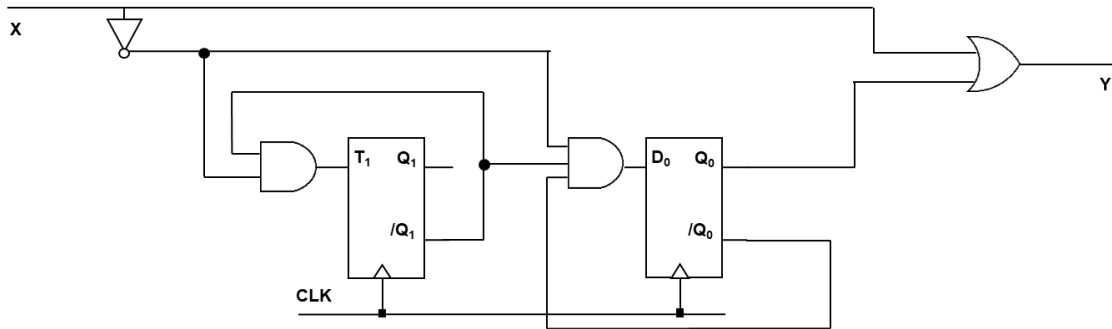 X
Y
T₁ Q₁
/Q₁
D₀ Q₀
/Q₀
CLK